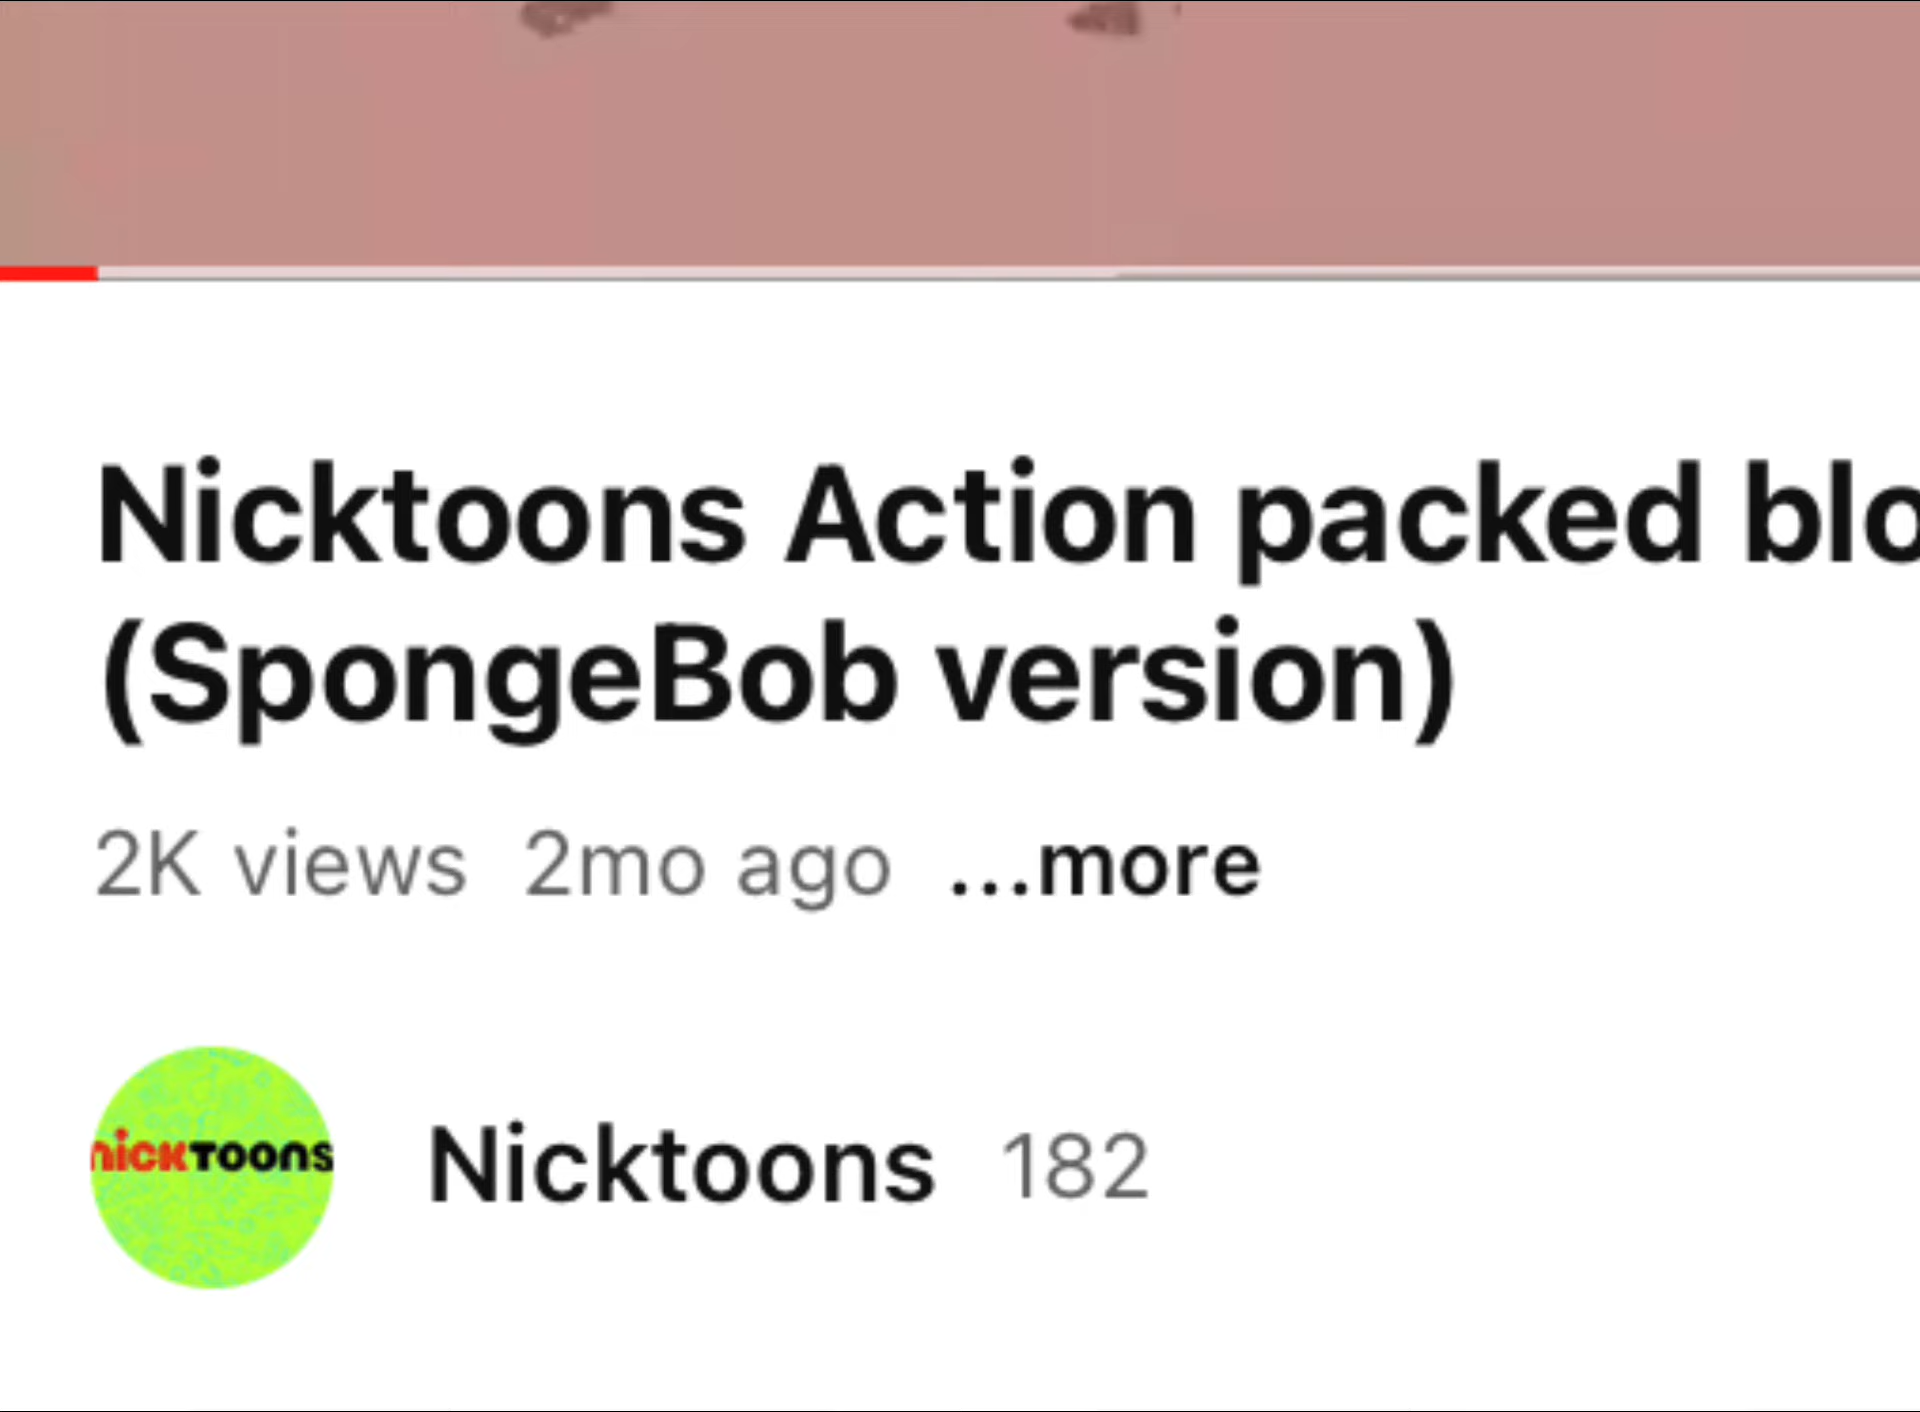 Nicktoons Action packed blo
(SpongeBob version)
2K views 2mo ago ...more
nickToons
Nicktoons 182